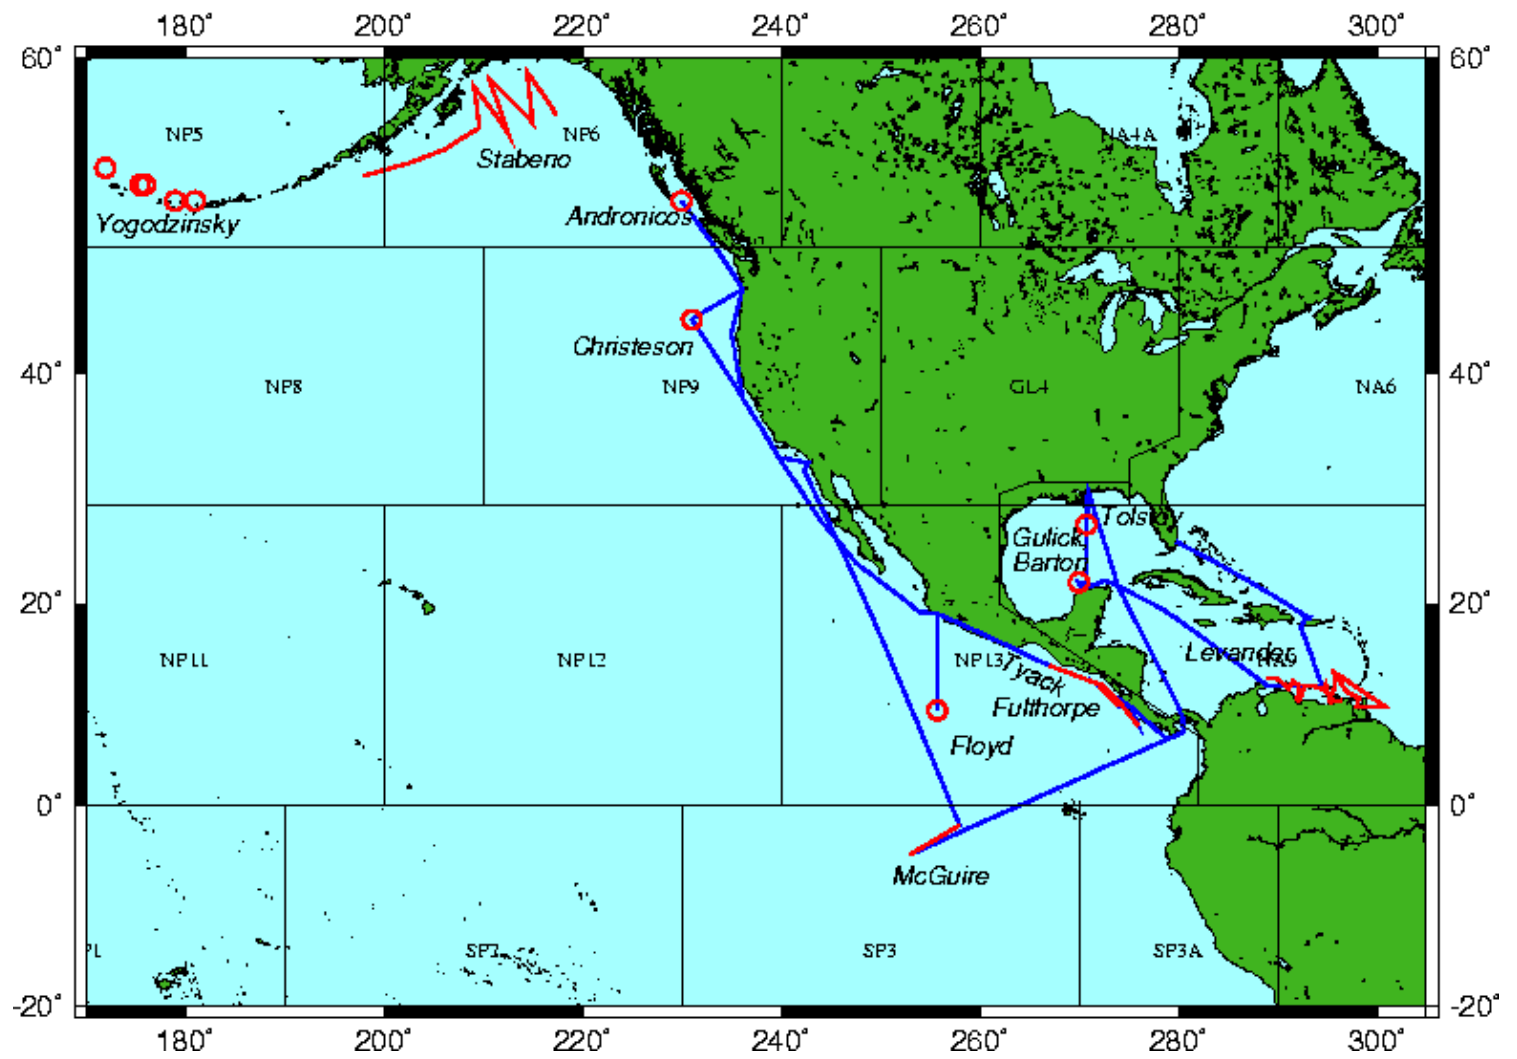 180° 200° 220° 240° 260° 280° 300°
60° 60°
NP5 NP6 NA4A
Stabeno
Yogodzinsky Andronicos
Christeson
40° 40°
NP8 NP9 GL4 NA6
Tolstoy
Gulick
Barton
20° 20°
NP11 NP12 NP13 Levander
Tyack
Fulthorpe
Floyd
0° 0°
McGuire
SP3 SP3A
-20° -20°
180° 200° 220° 240° 260° 280° 300°